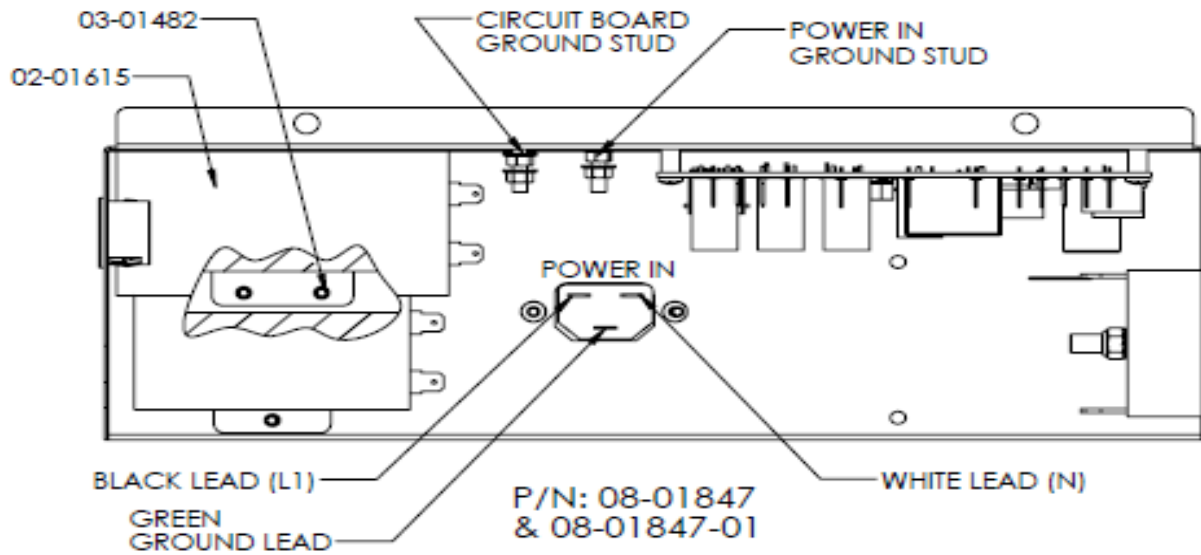 03-01482
CIRCUIT BOARD
GROUND STUD
POWER IN
GROUND STUD
02-01615
POWER IN
BLACK LEAD (L1)
WHITE LEAD (N)
GREEN
GROUND LEAD
P/N: 08-01847
& 08-01847-01